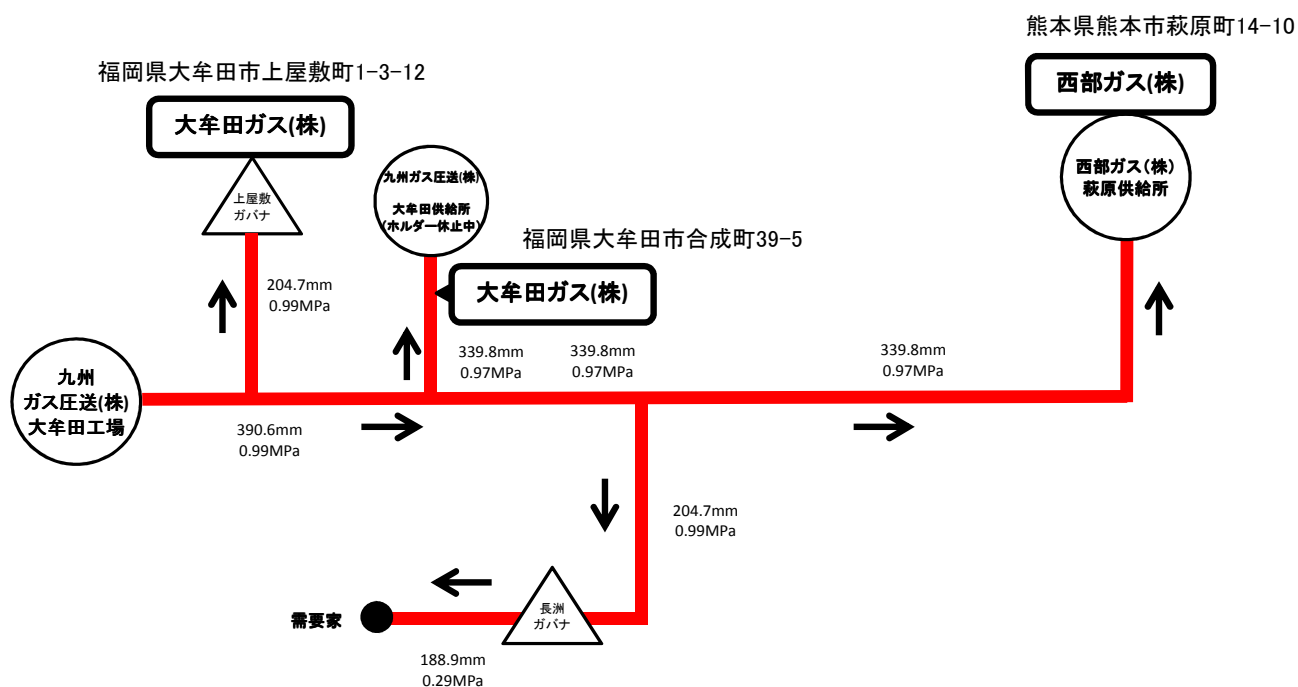 熊本県熊本市萩原町14-10
西部ガス(株)
福岡県大牟田市上屋敷町1-3-12
大牟田ガス(株)
上屋敷
ガバナ
九州ガス圧送(株)
大牟田供給所
(ホルダー休止中)
西部ガス(株)
萩原供給所
福岡県大牟田市合成町39-5
大牟田ガス(株)
204.7mm
0.99MPa
339.8mm
0.97MPa
339.8mm
0.97MPa
339.8mm
0.97MPa
九州
ガス圧送(株)
大牟田工場
390.6mm
0.99MPa
204.7mm
0.99MPa
長洲
ガバナ
需要家
188.9mm
0.29MPa